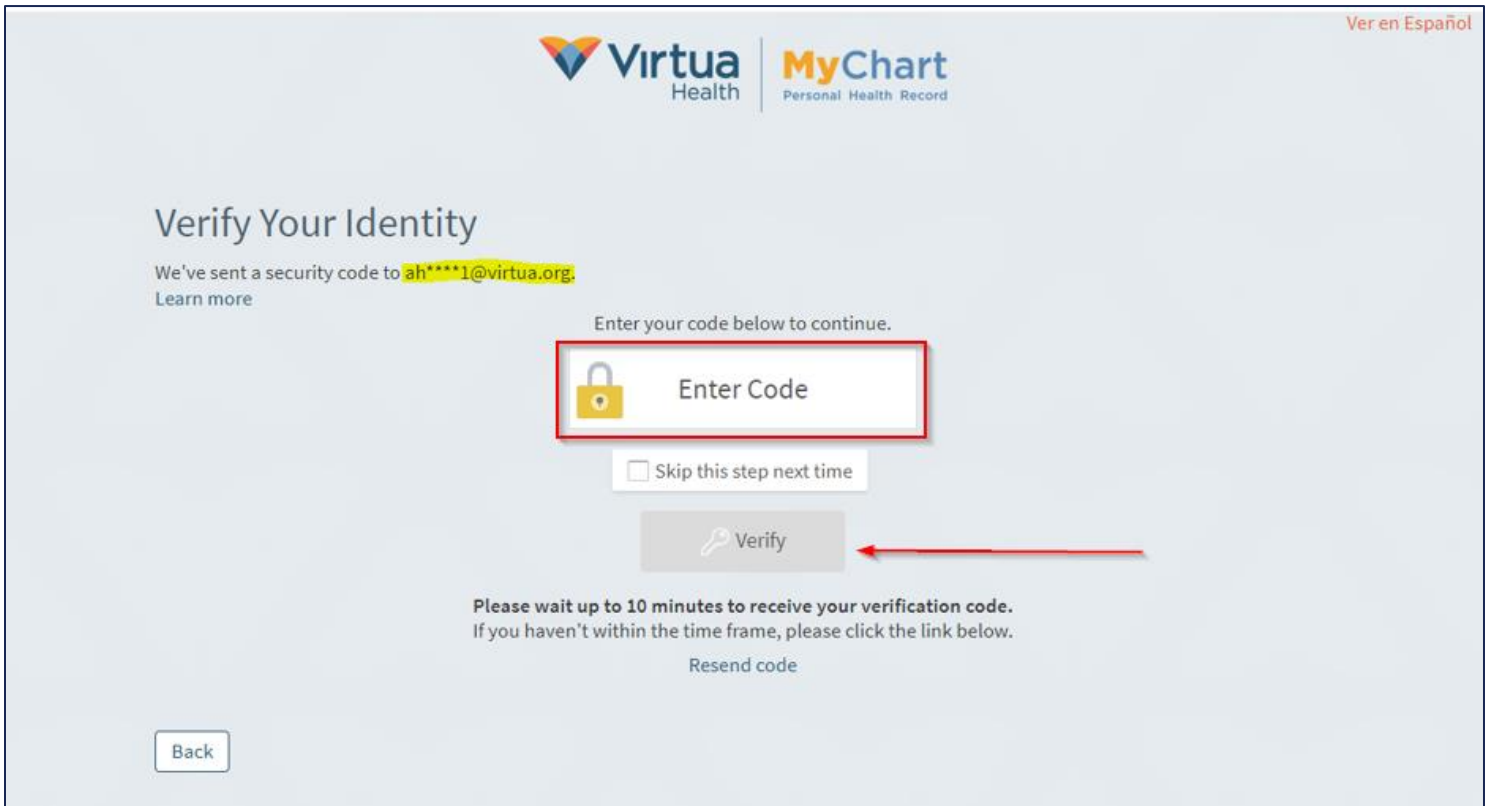 Ver en Español
Virtua
Health
MyChart
Personal Health Record
Verify Your Identity
We've sent a security code to ah****1@virtua.org.
Learn more
Enter your code below to continue.
Enter Code
Skip this step next time
Verify
Please wait up to 10 minutes to receive your verification code.
If you haven't within the time frame, please click the link below.
Resend code
Back